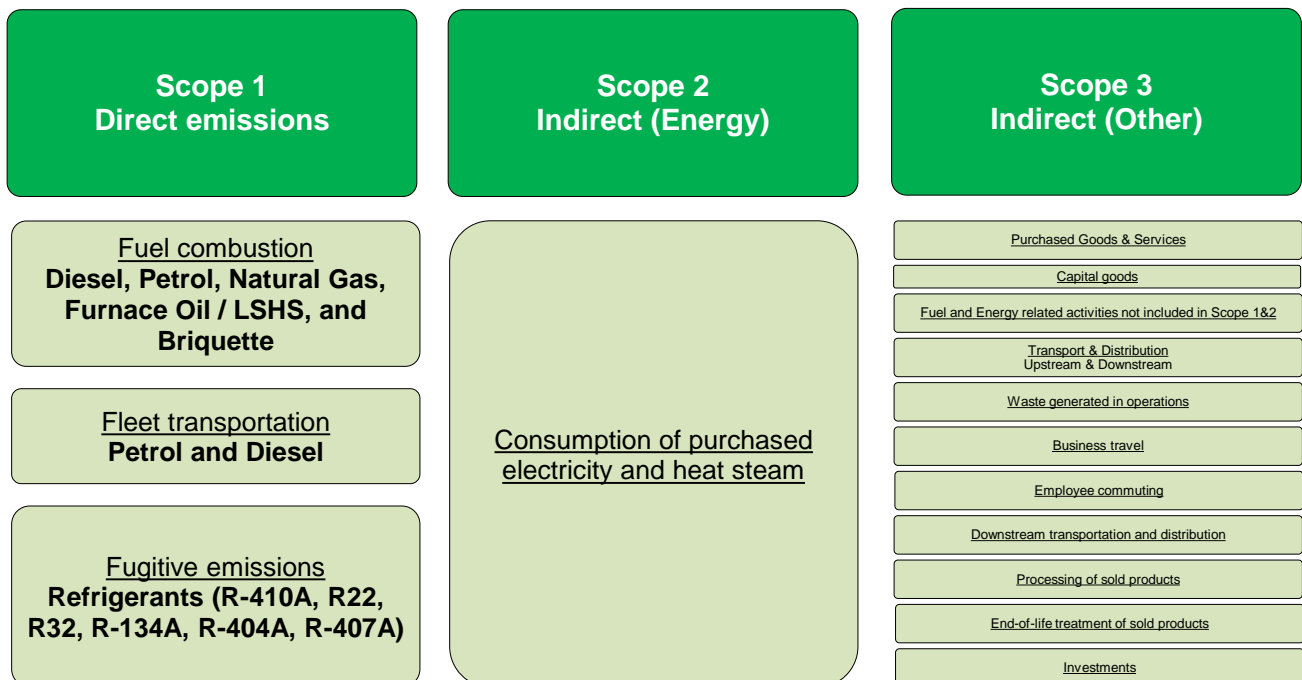 Scope 1
Direct emissions
Fuel combustion
Diesel, Petrol, Natural Gas,
Furnace Oil / LSHS, and
Briquette
Fleet transportation
Petrol and Diesel
Fugitive emissions
Refrigerants (R-410A, R22,
R32, R-134A, R-404A, R-407A)
Scope 2
Indirect (Energy)
Consumption of purchased
electricity and heat steam
Scope 3
Indirect (Other)
Purchased Goods & Services
Capital goods
Fuel and Energy related activities not included in Scope 1&2
Transport & Distribution
Upstream & Downstream
Waste generated in operations
Business travel
Employee commuting
Downstream transportation and distribution
Processing of sold products
End-of-life treatment of sold products
Investments